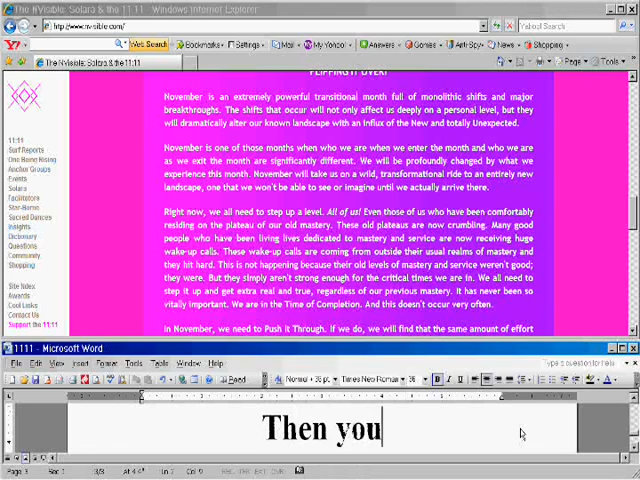 The NVisible: Solara & the 11:11 - Windows Internet Explorer
http://www.nvisible.com/
Yahoo! Search
Web Search Bookmarks Settings Mail My Yahoo! Answers Games Anti-Spy News Shopping
The NVisible: Solara & the 11:11
Page Tools
FLIPPING IT OVER!
November is an extremely powerful transitional month full of monolithic shifts and major
breakthroughs. The shifts that occur will not only affect us deeply on a personal level, but they
will dramatically alter our known landscape with an influx of the New and totally Unexpected.
November is one of those months when who we are when we enter the month and who we are
as we exit the month are significantly different. We will be profoundly changed by what we
experience this month. November will take us on a wild, transformational ride to an entirely new
landscape, one that we won't be able to see or imagine until we actually arrive there.
Right now, we all need to step up a level. All of us! Even those of us who have been comfortably
residing on the plateau of our old mastery. These old plateaus are now crumbling. Many good
people who have been living lives dedicated to mastery and service are now receiving huge
wake-up calls. These wake-up calls are coming from outside their usual realms of mastery and
they hit hard. This is not happening because their old levels of mastery and service weren't good;
they were. But they simply aren't strong enough for the critical times we are in. We all need to
step it up and get extra real and true, regardless of our previous mastery. It has never been so
vitally important. We are in the Time of Completion. And this doesn't occur very often.
In November, we need to Push it Through. If we do, we will find that the same amount of effort
11:11
Surf Reports
One Being Rising
Anchor Groups
Events
Solara
Facilitators
Star-Borne
Sacred Dances
Insights
Dictionary
Questions
Community
Shopping
Site Index
Awards
Cool Links
Contact Us
Support the 11:11
1111 - Microsoft Word
File Edit View Insert Format Tools Table Window Help
Type a question for help
Read Normal + 36 pt Times New Roman 36 B I U
Then you
Page 3 Sec 1 3/3 At 4.4" Ln 2 Col 9 REC TRK EXT OVR